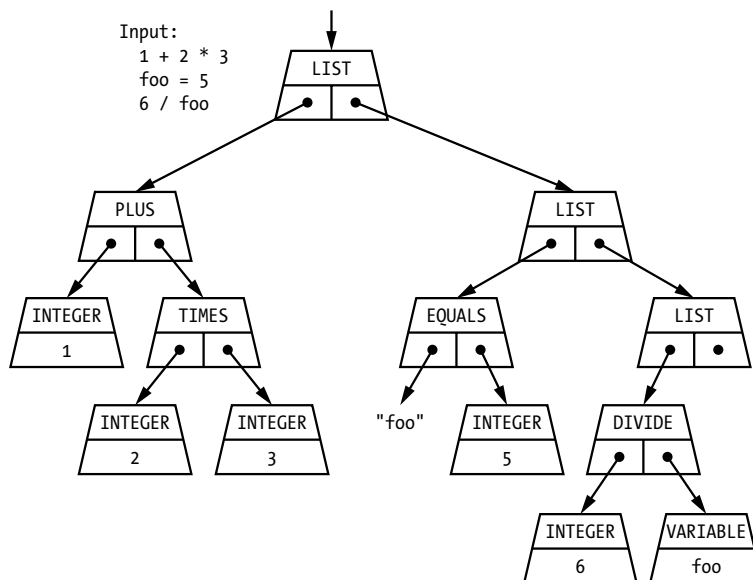 Input:
1 + 2 * 3
foo = 5
6 / foo
LIST
PLUS
LIST
INTEGER
1
TIMES
EQUALS
LIST
INTEGER
2
INTEGER
3
"foo"
INTEGER
5
DIVIDE
INTEGER
6
VARIABLE
foo